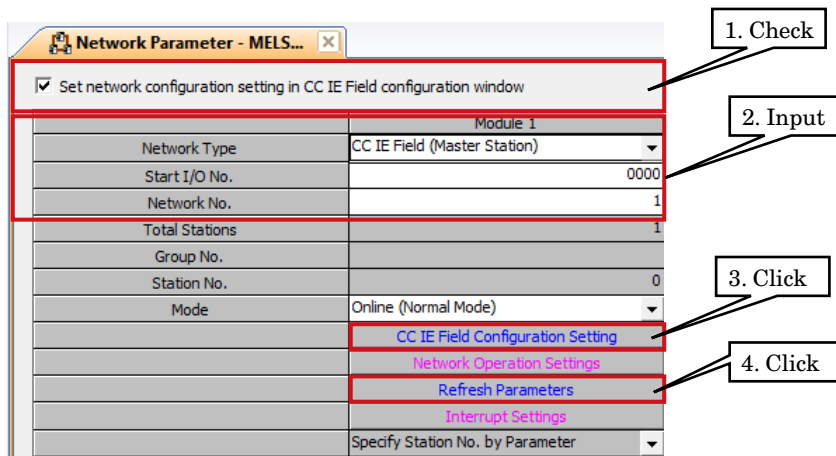 Network Parameter - MELS...
1. Check
Set network configuration setting in CC IE Field configuration window
2. Input
Module 1
Network Type CC IE Field (Master Station)
Start I/O No. 0000
Network No. 1
Total Stations 1
Group No.
Station No. 0
3. Click
Mode Online (Normal Mode)
CC IE Field Configuration Setting
Network Operation Settings
4. Click
Refresh Parameters
Interrupt Settings
Specify Station No. by Parameter